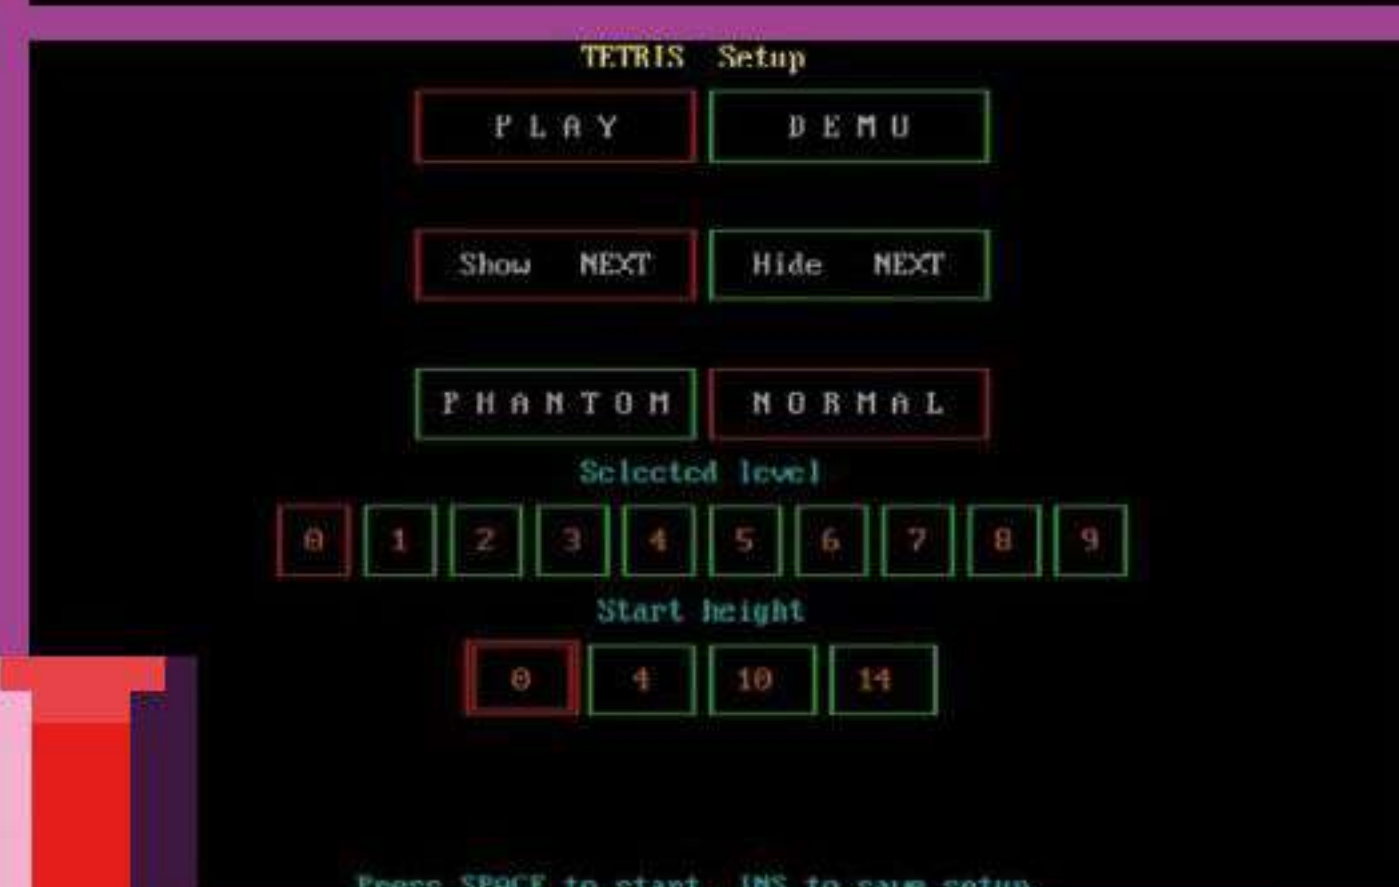 TETRIS Setup
PLAY DEMO
Show NEXT Hide NEXT
PHANTOM NORMAL
Selected level
0 1 2 3 4 5 6 7 8 9
Start height
0 4 10 14
Press SPACE to start, INS to save setup